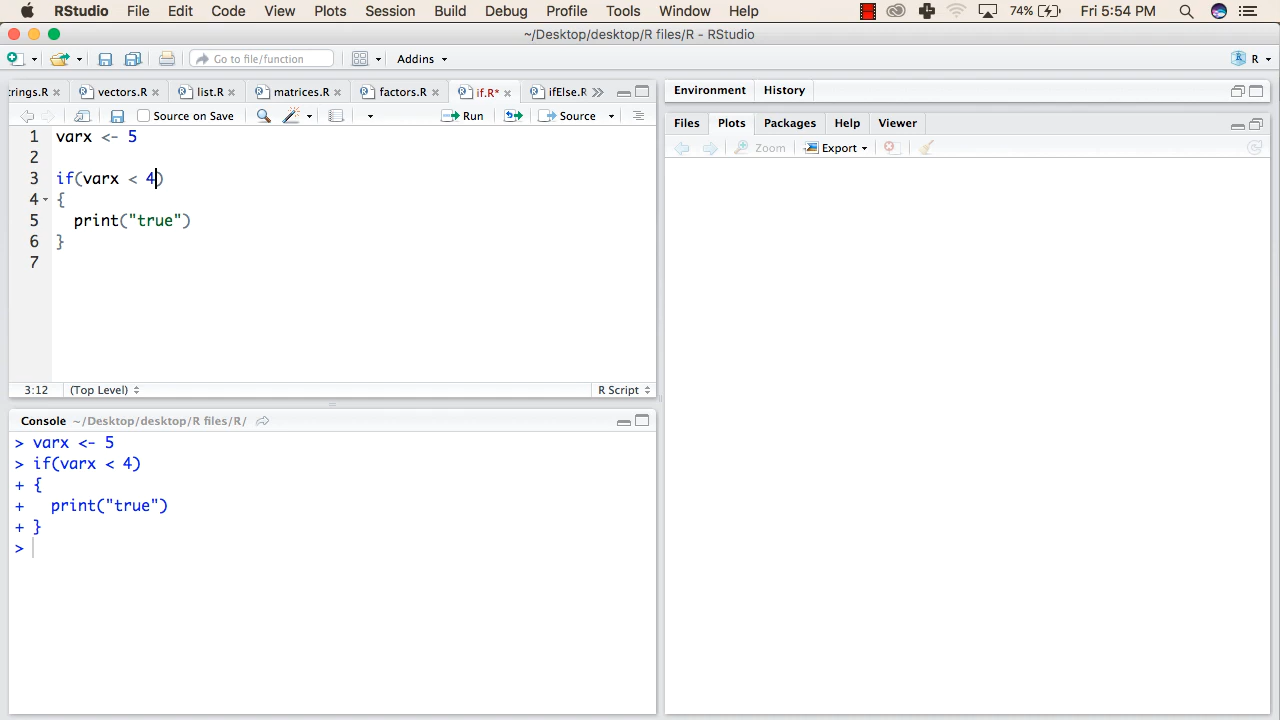 RStudio File Edit Code View Plots Session Build Debug Profile Tools Window Help 74% Fri 5:54 PM
~/Desktop/desktop/R files/R - RStudio
Go to file/function Addins R
rings.R vectors.R list.R matrices.R factors.R if.R* ifElse.R
Source on Save Run Source
1 varx <- 5
2
3 if(varx < 4)
4 {
5   print("true")
6 }
7
3:12 (Top Level) R Script
Console ~/Desktop/desktop/R files/R/
> varx <- 5
> if(varx < 4)
+ {
+   print("true")
+ }
>
Environment History
Files Plots Packages Help Viewer
Zoom Export